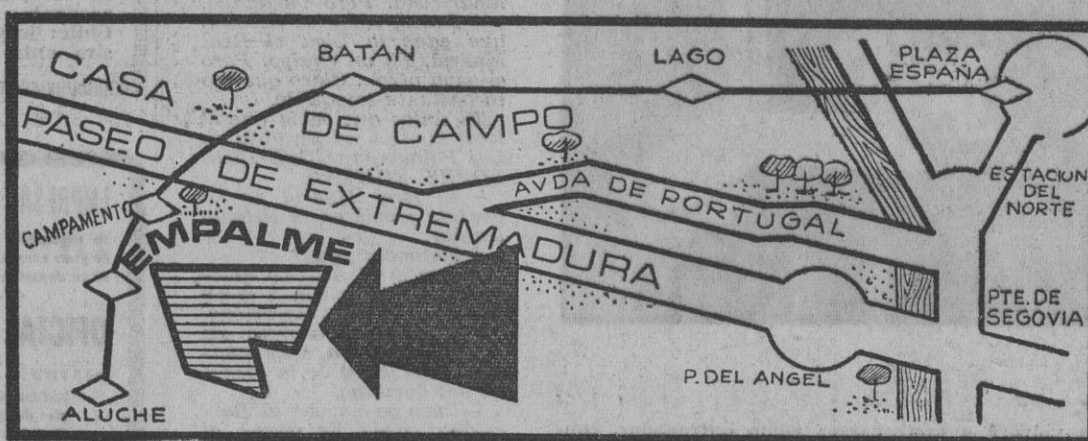 BATAN
LAGO
PLAZA
ESPAÑA
CASA
DE CAMPO
PASEO DE EXTREMADURA
AVDA DE PORTUGAL
ESTACION
DEL
NORTE
CAMPAMENTO
EMPALME
PTE. DE
SEGOVIA
P. DEL ANGEL
ALUCHE
OFICIAL